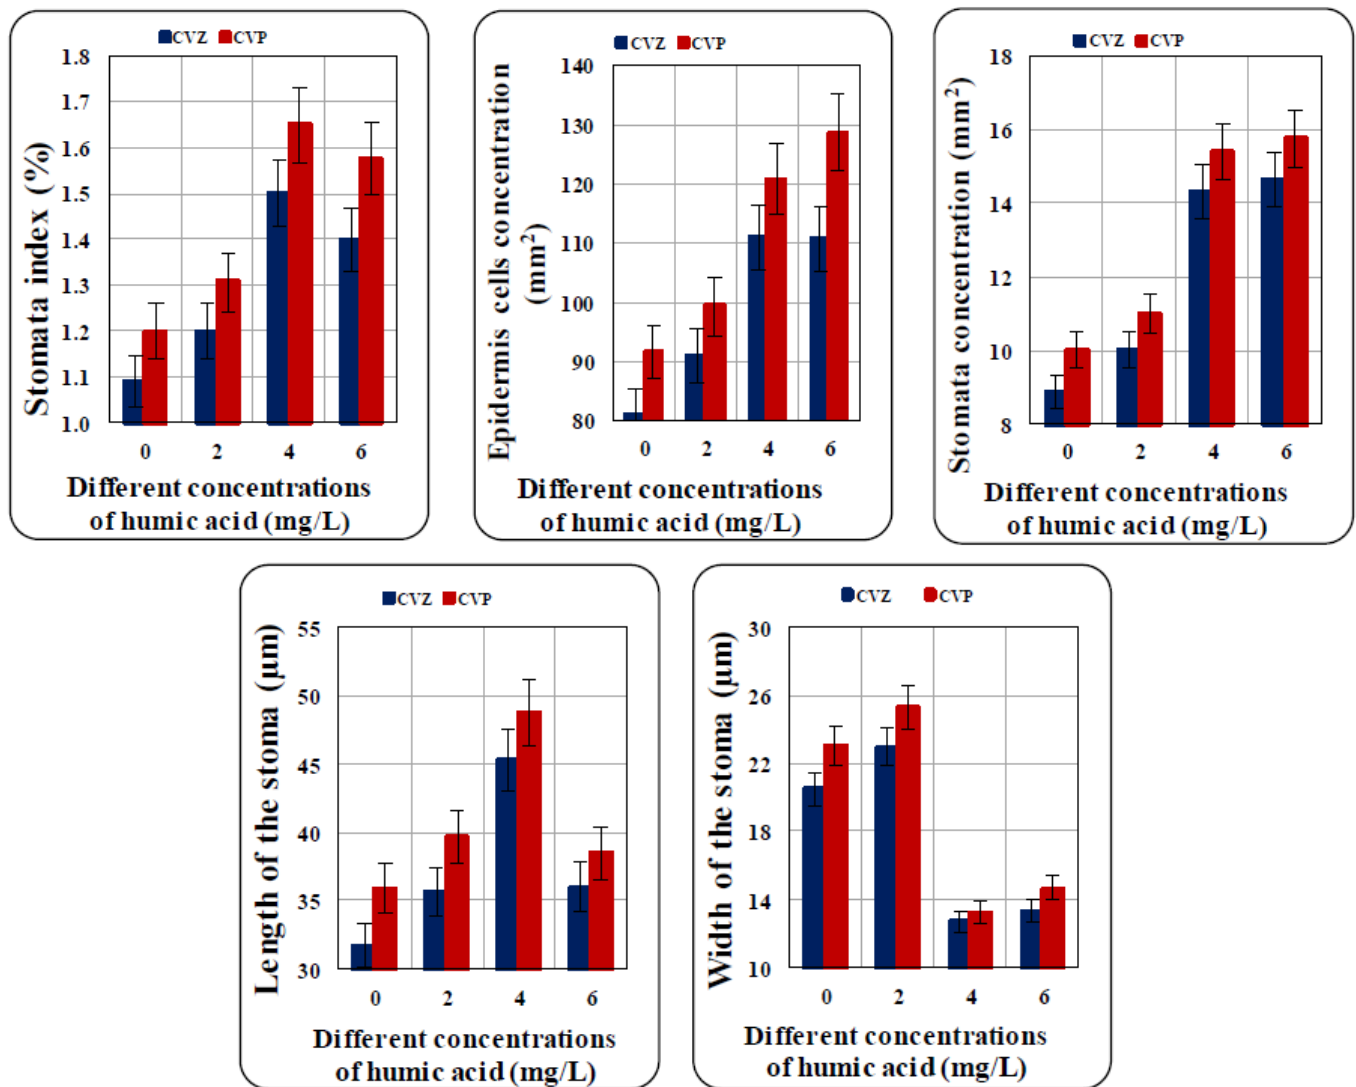 CVZ CVP
Stomata index (%)
1.8
1.7
1.6
1.5
1.4
1.3
1.2
1.1
1.0
0 2 4 6
Different concentrations
of humic acid (mg/L)
CVZ CVP
Epidermis cells concentration
(mm²)
140
130
120
110
100
90
80
0 2 4 6
Different concentrations
of humic acid (mg/L)
CVZ CVP
Stomata concentration (mm²)
18
16
14
12
10
8
0 2 4 6
Different concentrations
of humic acid (mg/L)
CVZ CVP
Length of the stoma (µm)
55
50
45
40
35
30
0 2 4 6
Different concentrations
of humic acid (mg/L)
CVZ CVP
Width of the stoma (µm)
30
26
22
18
14
10
0 2 4 6
Different concentrations
of humic acid (mg/L)